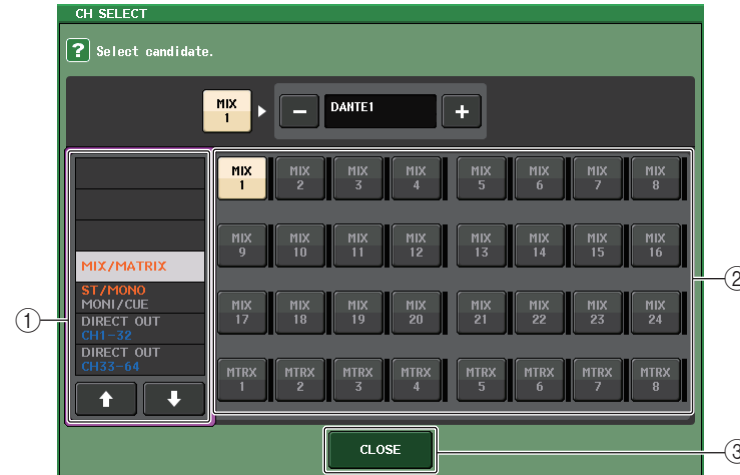 CH SELECT
? Select candidate.
MIX 1
− DANTE1 +
MIX/MATRIX
ST/MONO
MONI/CUE
DIRECT OUT
CH1-32
DIRECT OUT
CH33-64
MIX 1 MIX 2 MIX 3 MIX 4 MIX 5 MIX 6 MIX 7 MIX 8
MIX 9 MIX 10 MIX 11 MIX 12 MIX 13 MIX 14 MIX 15 MIX 16
MIX 17 MIX 18 MIX 19 MIX 20 MIX 21 MIX 22 MIX 23 MIX 24
MTRX 1 MTRX 2 MTRX 3 MTRX 4 MTRX 5 MTRX 6 MTRX 7 MTRX 8
CLOSE
1
2
3